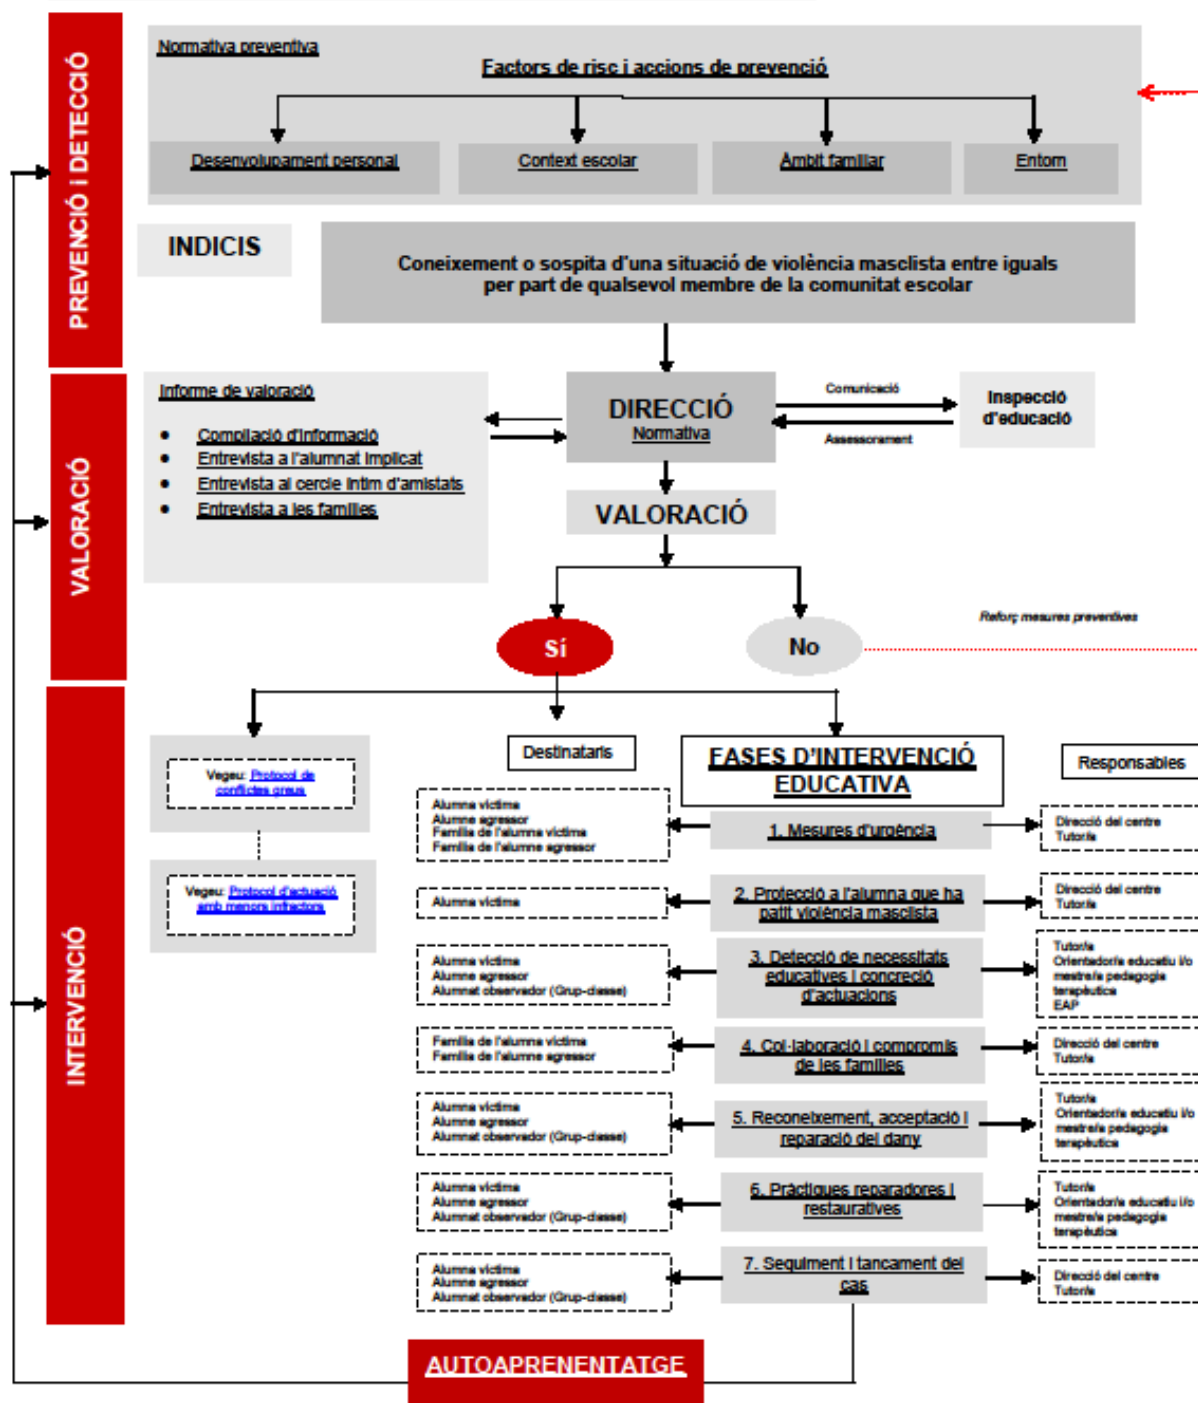 PREVENCIÓ i DETECCIÓ
Normativa preventiva
Factors de risc i accions de prevenció
Desenvolupament personal
Context escolar
Àmbit familiar
Entorn
INDICIS
Coneixement o sospita d'una situació de violència masclista entre iguals
per part de qualsevol membre de la comunitat escolar
VALORACIÓ
Informe de valoració
● Compilació d'informació
● Entrevista a l'alumnat implicat
● Entrevista al cercle íntim d'amistats
● Entrevista a les famílies
DIRECCIÓ
Normativa
Comunicació
Assessorament
Inspecció
d'educació
VALORACIÓ
Sí
No
Reforç mesures preventives
INTERVENCIÓ
Vegeu: Protocol de
conflictes greus
Vegeu: Protocol d'actuació
amb menors infractors
Destinataris
FASES D'INTERVENCIÓ
EDUCATIVA
Responsables
Alumna víctima
Alumne agressor
Família de l'alumna víctima
Família de l'alumne agressor
1. Mesures d'urgència
Direcció del centre
Tutor/a
Alumna víctima
2. Protecció a l'alumna que ha
patit violència masclista
Direcció del centre
Tutor/a
Alumna víctima
Alumne agressor
Alumnat observador (Grup-classe)
3. Detecció de necessitats
educatives i concreció
d'actuacions
Tutor/a
Orientador/a educatiu i/o
mestre/a pedagogia
terapèutica
EAP
Família de l'alumna víctima
Família de l'alumne agressor
4. Col·laboració i compromís
de les famílies
Direcció del centre
Tutor/a
Alumna víctima
Alumne agressor
Alumnat observador (Grup-classe)
5. Reconeixement, acceptació i
reparació del dany
Tutor/a
Orientador/a educatiu i/o
mestre/a pedagogia
terapèutica
Alumna víctima
Alumne agressor
Alumnat observador (Grup-classe)
6. Pràctiques reparadores i
restauratives
Tutor/a
Orientador/a educatiu i/o
mestre/a pedagogia
terapèutica
Alumna víctima
Alumne agressor
Alumnat observador (Grup-classe)
7. Seguiment i tancament del
cas
Direcció del centre
Tutor/a
AUTOAPRENENTATGE